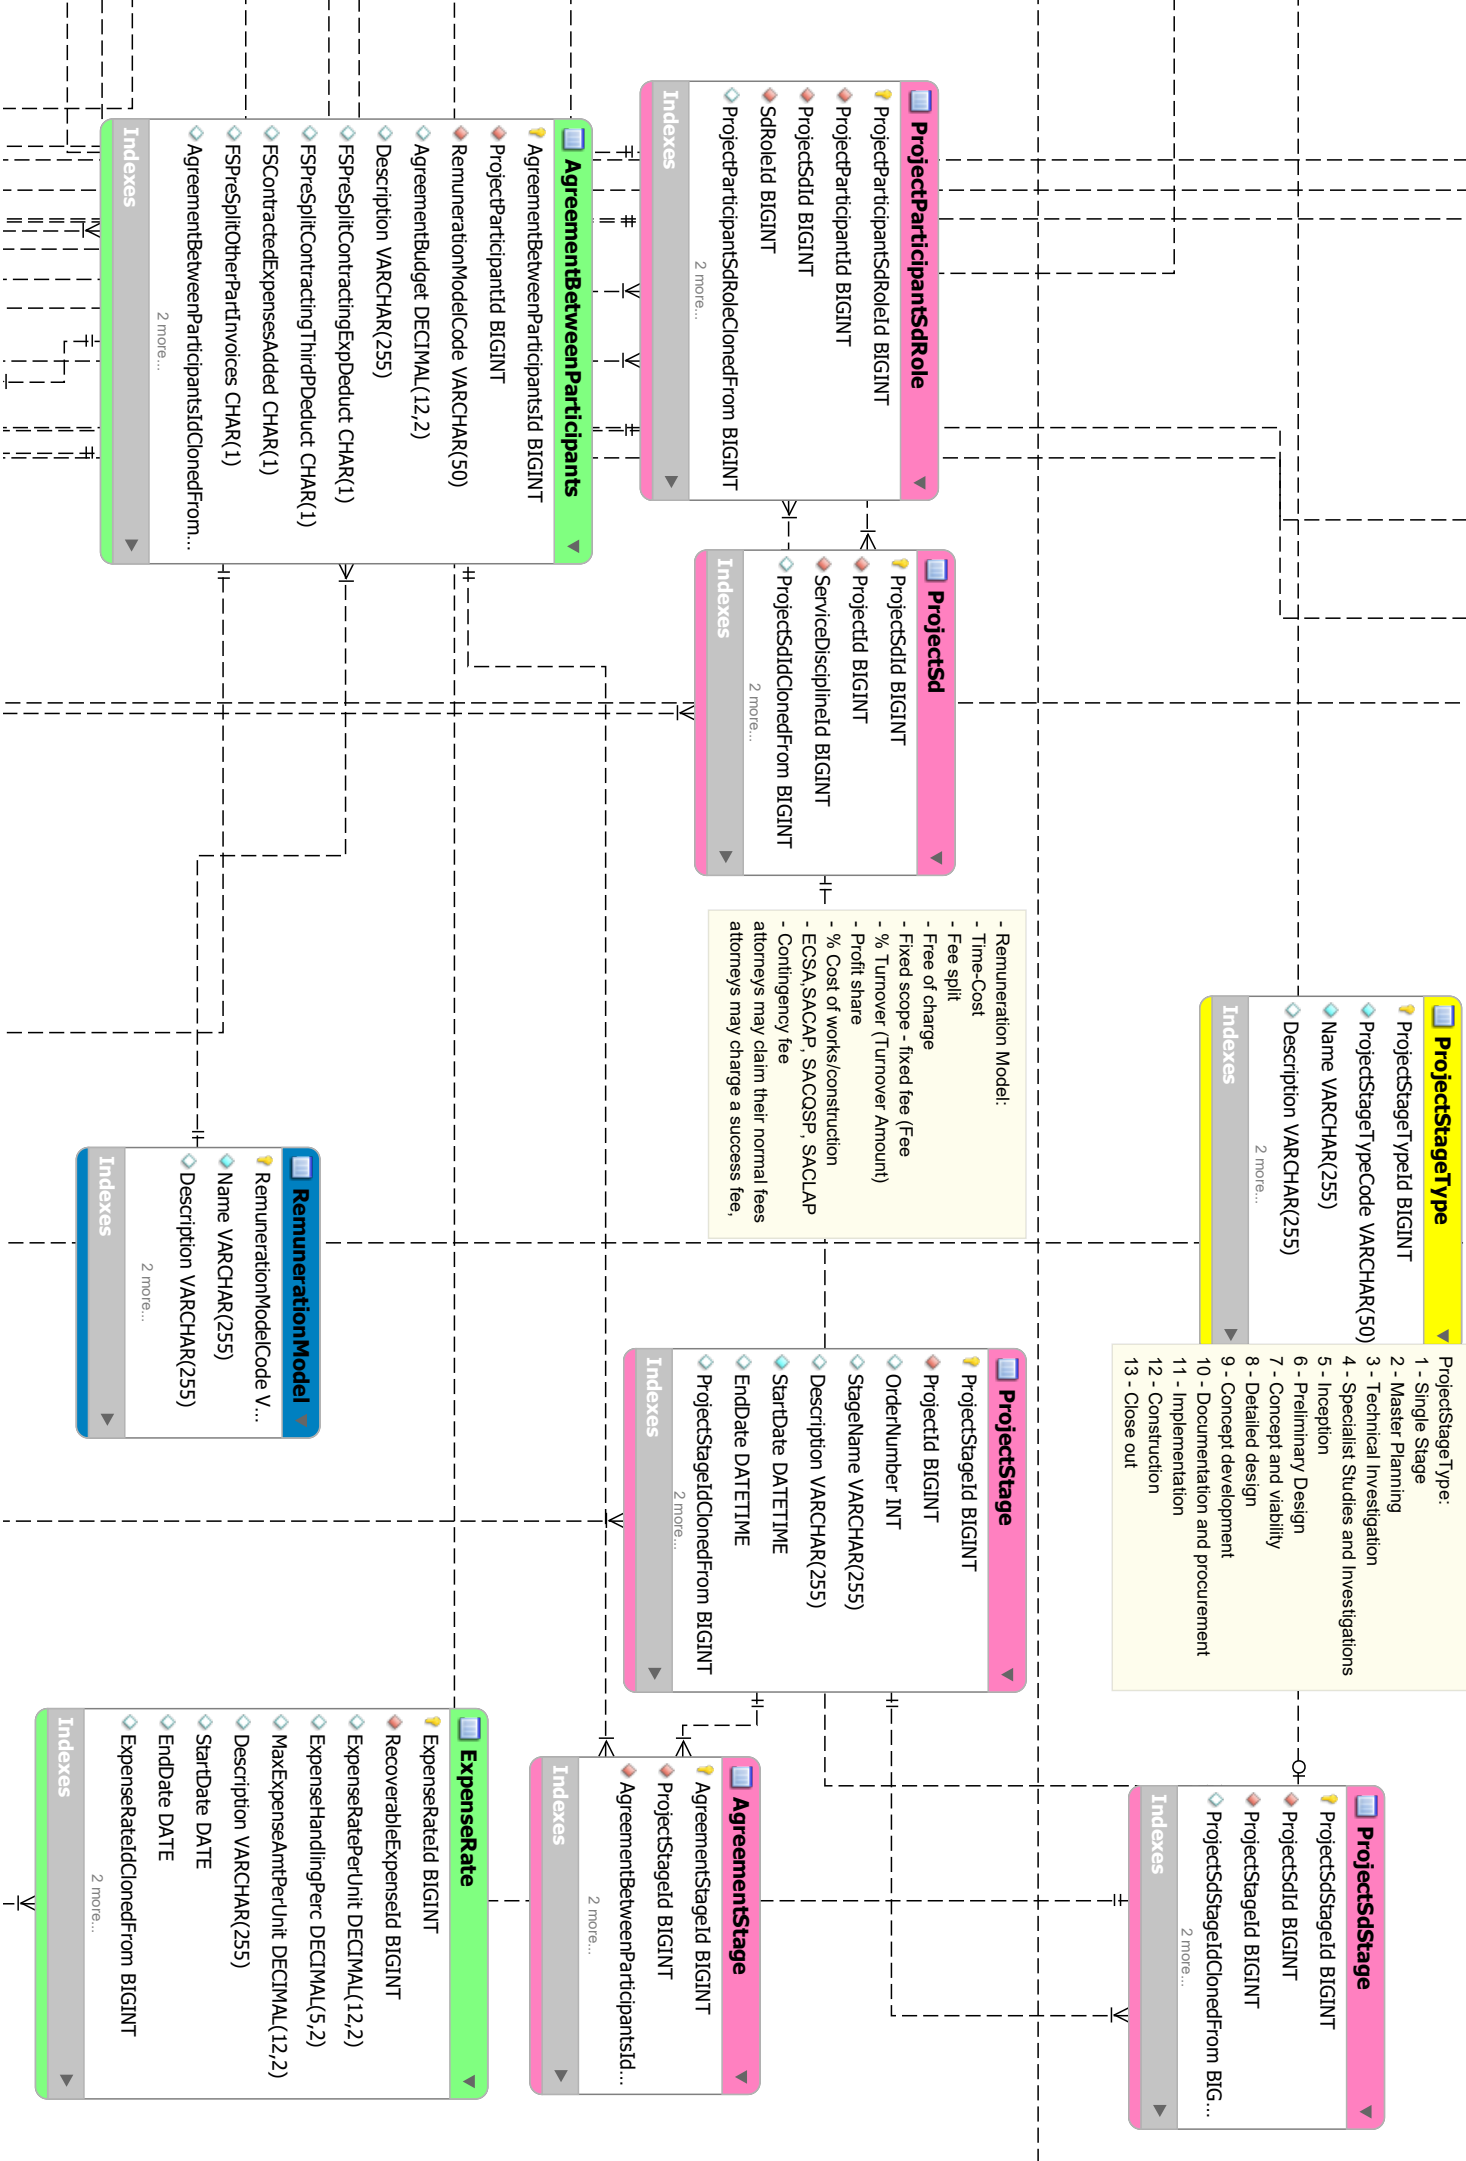 ProjectParticipantSdRole
ProjectParticipantSdRoleId BIGINT
ProjectParticipantId BIGINT
ProjectSdId BIGINT
SdRoleId BIGINT
ProjectParticipantSdRoleClonedFrom BIGINT
2 more...
Indexes
AgreementBetweenParticipants
AgreementBetweenParticipantsId BIGINT
ProjectParticipantId BIGINT
RemunerationModelCode VARCHAR(50)
AgreementBudget DECIMAL(12,2)
Description VARCHAR(255)
FSPreSplitContractingExpDeduct CHAR(1)
FSPreSplitContractingThirdPDeduct CHAR(1)
FSContractedExpensesAdded CHAR(1)
FSPreSplitOtherPartInvoices CHAR(1)
AgreementBetweenParticipantsIdClonedFrom...
2 more...
Indexes
ProjectSd
ProjectSdId BIGINT
ProjectId BIGINT
ServiceDisciplineId BIGINT
ProjectSdIdClonedFrom BIGINT
2 more...
Indexes
- Remuneration Model:
- Time-Cost
- Fee split
- Free of charge
- Fixed scope - fixed fee (Fee
- % Turnover (Turnover Amount)
- Profit share
- % Cost of works/construction
- ECSA,SACAP, SACQSP, SACLAP
- Contingency fee
attorneys may claim their normal fees
attorneys may charge a success fee,
ProjectStageType
ProjectStageTypeId BIGINT
ProjectStageTypeCode VARCHAR(50)
Name VARCHAR(255)
Description VARCHAR(255)
2 more...
Indexes
ProjectStageType:
1 - Single Stage
2 - Master Planning
3 - Technical Investigation
4 - Specialist Studies and Investigations
5 - Inception
6 - Preliminary Design
7 - Concept and viability
8 - Detailed design
9 - Concept development
10 - Documentation and procurement
11 - Implementation
12 - Construction
13 - Close out
RemunerationModel
RemunerationModelCode V...
Name VARCHAR(255)
Description VARCHAR(255)
2 more...
Indexes
ProjectStage
ProjectStageId BIGINT
ProjectId BIGINT
OrderNumber INT
StageName VARCHAR(255)
Description VARCHAR(255)
StartDate DATETIME
EndDate DATETIME
ProjectStageIdClonedFrom BIGINT
2 more...
Indexes
ProjectSdStage
ProjectSdStageId BIGINT
ProjectSdId BIGINT
ProjectStageId BIGINT
ProjectSdStageIdClonedFrom BIG...
2 more...
Indexes
AgreementStage
AgreementStageId BIGINT
ProjectStageId BIGINT
AgreementBetweenParticipantsId...
2 more...
Indexes
ExpenseRate
ExpenseRateId BIGINT
RecoverableExpenseId BIGINT
ExpenseRatePerUnit DECIMAL(12,2)
ExpenseHandlingPerc DECIMAL(5,2)
MaxExpenseAmtPerUnit DECIMAL(12,2)
Description VARCHAR(255)
StartDate DATE
EndDate DATE
ExpenseRateIdClonedFrom BIGINT
2 more...
Indexes